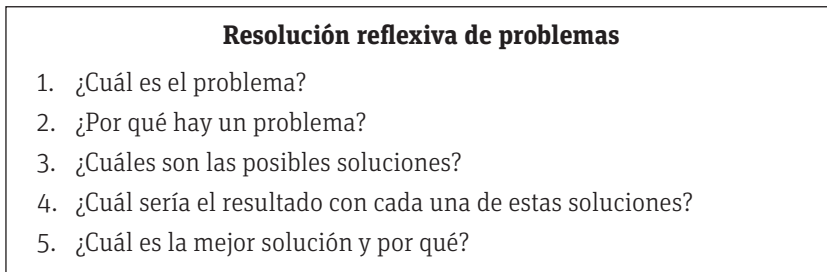 Resolución reflexiva de problemas
1. ¿Cuál es el problema?
2. ¿Por qué hay un problema?
3. ¿Cuáles son las posibles soluciones?
4. ¿Cuál sería el resultado con cada una de estas soluciones?
5. ¿Cuál es la mejor solución y por qué?